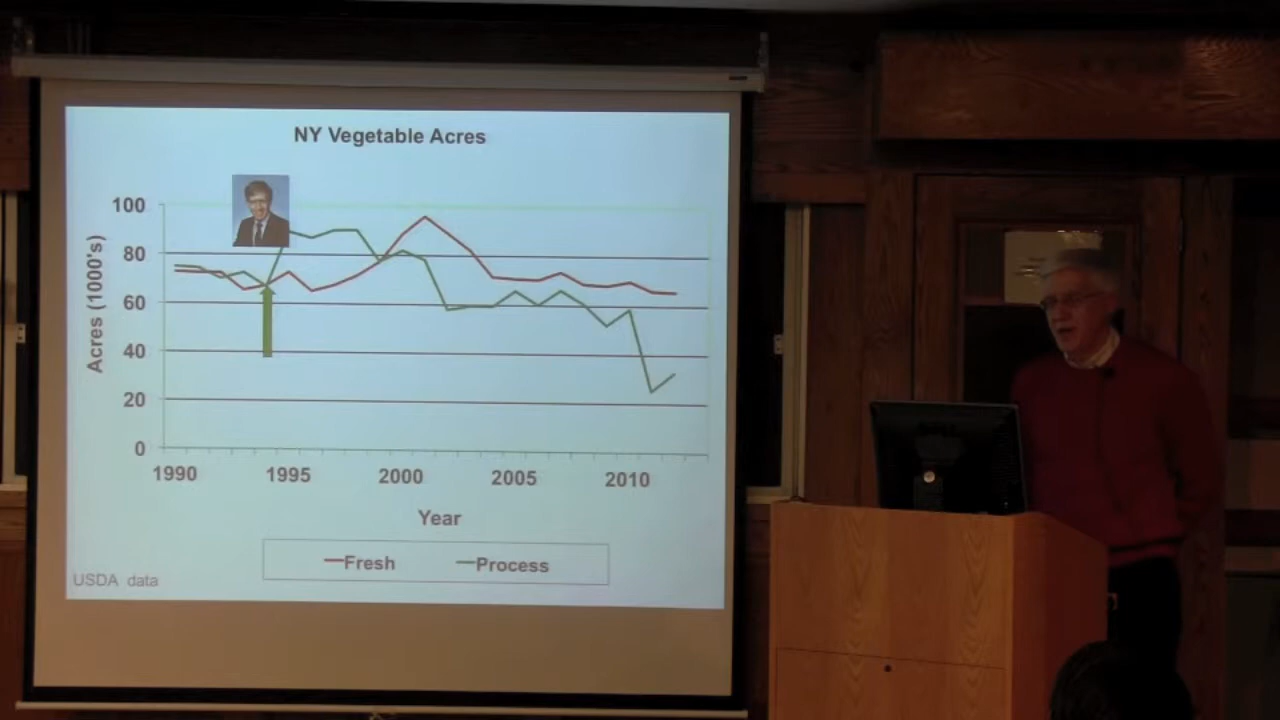 NY Vegetable Acres
100
80
60
40
20
0
Acres (1000's)
1990 1995 2000 2005 2010
Year
Fresh Process
USDA data